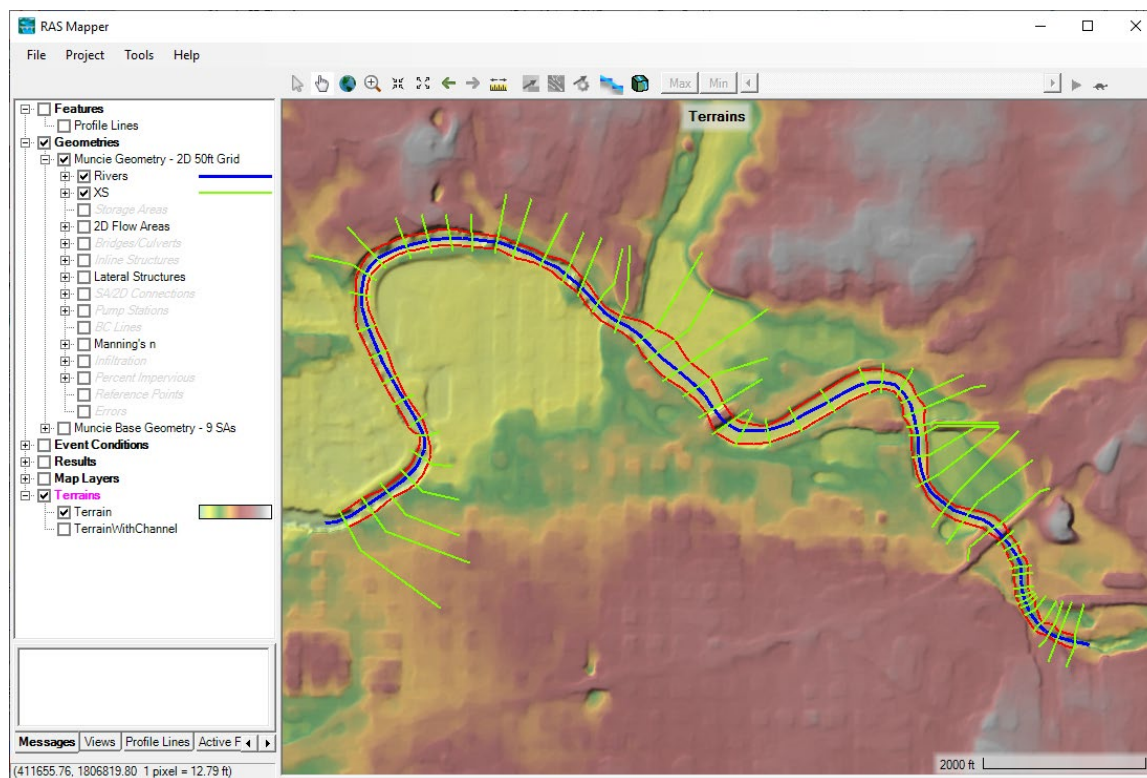 RAS Mapper
File Project Tools Help
Max Min
Features
Profile Lines
Geometries
Muncie Geometry - 2D 50ft Grid
Rivers
XS
Storage Areas
2D Flow Areas
Bridges/Culverts
Inline Structures
Lateral Structures
SA/2D Connections
Pump Stations
BC Lines
Manning's n
Infiltration
Percent Impervious
Reference Points
Errors
Muncie Base Geometry - 9 SAs
Event Conditions
Results
Map Layers
Terrains
Terrain
TerrainWithChannel
Terrains
2000 ft
Messages Views Profile Lines Active F
(411655.76, 1806819.80 1 pixel = 12.79 ft)